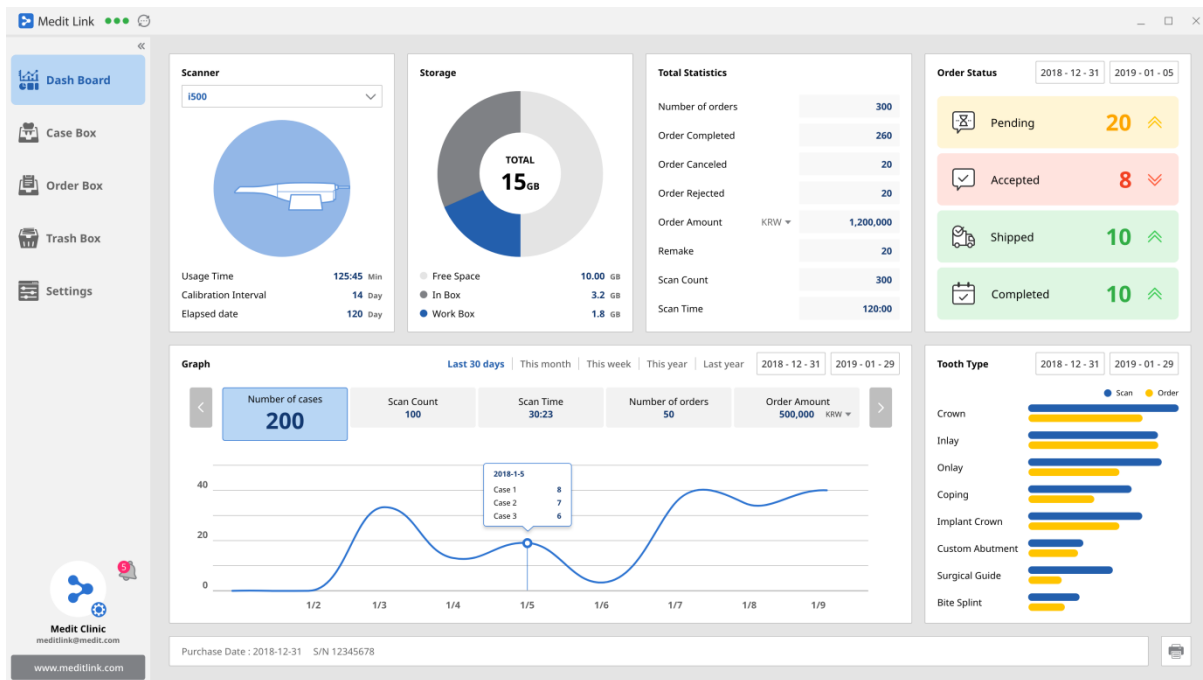 Medit Link
Dash Board
Case Box
Order Box
Trash Box
Settings
5
Medit Clinic
meditlink@medit.com
www.meditlink.com
Scanner
i500
Usage Time 125:45 Min
Calibration Interval 14 Day
Elapsed date 120 Day
Storage
TOTAL
15GB
Free Space 10.00 GB
In Box 3.2 GB
Work Box 1.8 GB
Total Statistics
Number of orders 300
Order Completed 260
Order Canceled 20
Order Rejected 20
Order Amount KRW 1,200,000
Remake 20
Scan Count 300
Scan Time 120:00
Order Status 2018 - 12 - 31 2019 - 01 - 05
Pending 20
Accepted 8
Shipped 10
Completed 10
Graph Last 30 days This month This week This year Last year 2018 - 12 - 31 2019 - 01 - 29
Number of cases
200
Scan Count
100
Scan Time
30:23
Number of orders
50
Order Amount
500,000 KRW
40
20
0
2018-1-5
Case 1 8
Case 2 7
Case 3 6
1/2 1/3 1/4 1/5 1/6 1/7 1/8 1/9
Tooth Type 2018 - 12 - 31 2019 - 01 - 29
Scan Order
Crown
Inlay
Onlay
Coping
Implant Crown
Custom Abutment
Surgical Guide
Bite Splint
Purchase Date : 2018-12-31 S/N 12345678